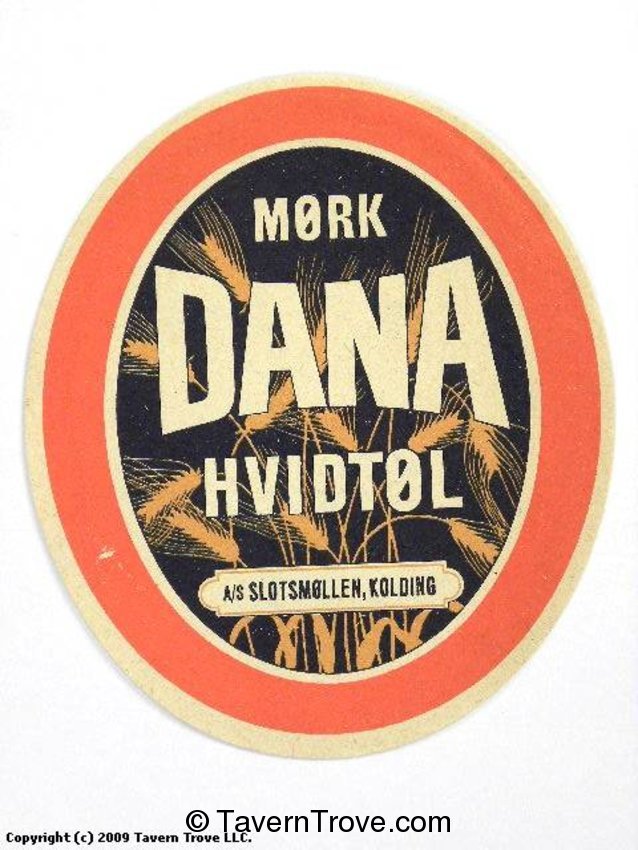 MØRK
DANA
HVIDTØL
A/S SLOTSMØLLEN, KOLDING
© TavernTrove.com
Copyright (c) 2009 Tavern Trove LLC.